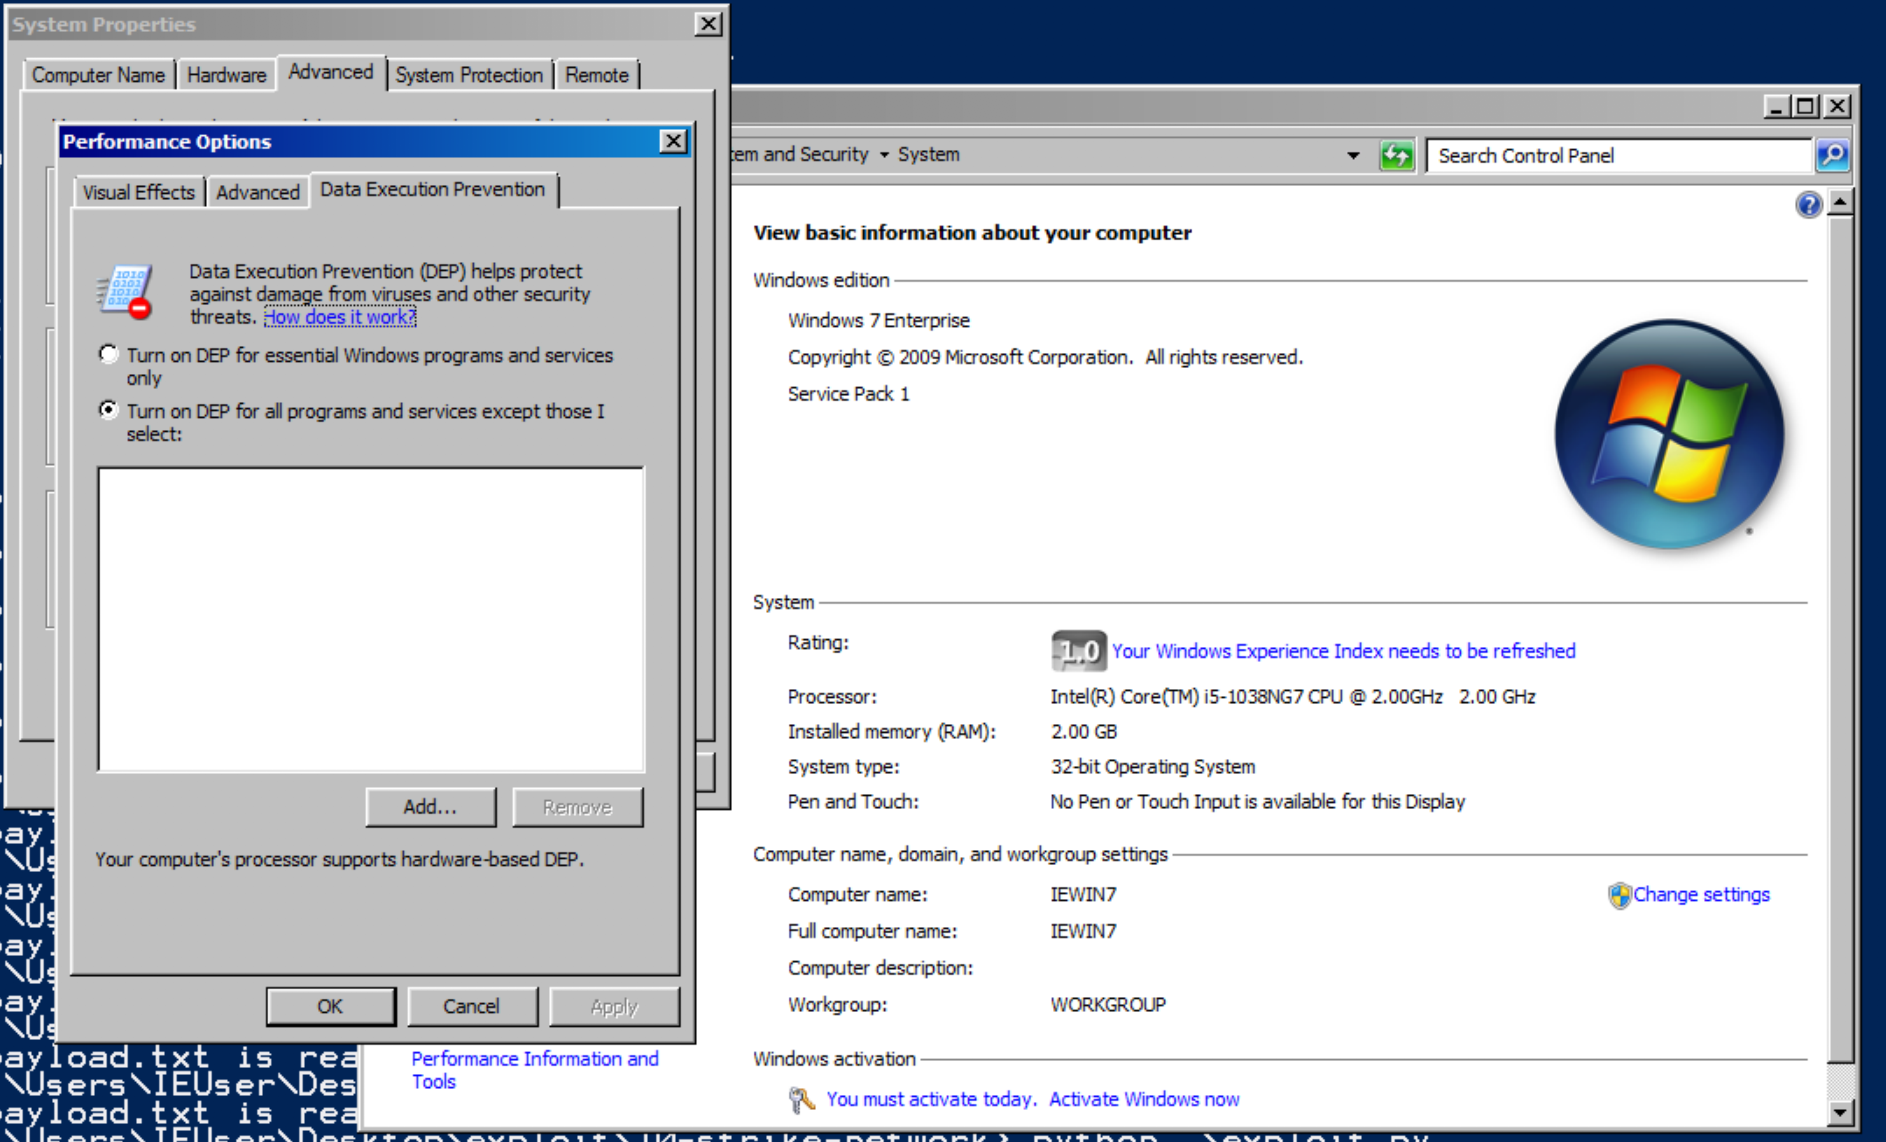 System Properties
Computer Name
Hardware
Advanced
System Protection
Remote
Performance Options
Visual Effects
Advanced
Data Execution Prevention
Data Execution Prevention (DEP) helps protect
against damage from viruses and other security
threats. How does it work?
Turn on DEP for essential Windows programs and services
only
Turn on DEP for all programs and services except those I
select:
Add...
Remove
Your computer's processor supports hardware-based DEP.
OK
Cancel
Apply
tem and Security
System
Search Control Panel
View basic information about your computer
Windows edition
Windows 7 Enterprise
Copyright © 2009 Microsoft Corporation. All rights reserved.
Service Pack 1
System
Rating:
1.0 Your Windows Experience Index needs to be refreshed
Processor:
Intel(R) Core(TM) i5-1038NG7 CPU @ 2.00GHz 2.00 GHz
Installed memory (RAM):
2.00 GB
System type:
32-bit Operating System
Pen and Touch:
No Pen or Touch Input is available for this Display
Computer name, domain, and workgroup settings
Computer name:
IEWIN7
Change settings
Full computer name:
IEWIN7
Computer description:
Workgroup:
WORKGROUP
Windows activation
You must activate today. Activate Windows now
Performance Information and
Tools
ay.
\Us
ay.
\Us
ay.
\Us
ay.
\Us
ayload.txt is rea
\Users\IEUser\Des
ayload.txt is rea
\Users\IEUser\Desktop\exploit\10-strike-network> python .\exploit.py